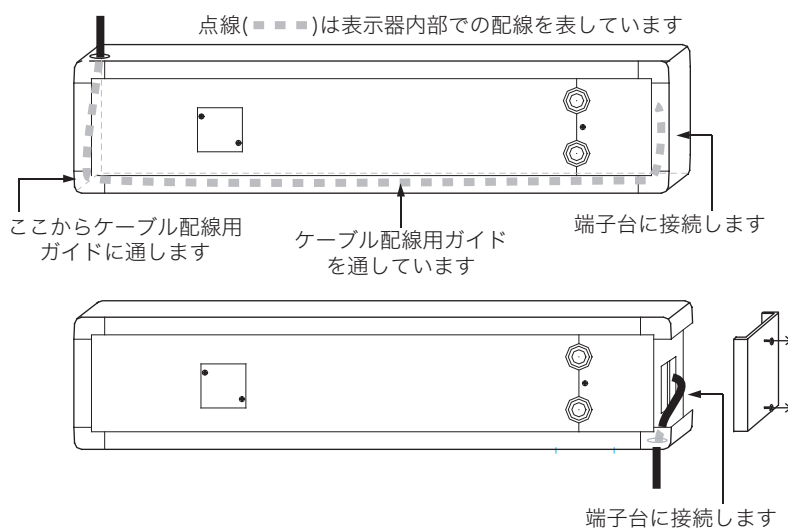 点線(■ ■ ■)は表示器内部での配線を表しています
ここからケーブル配線用
ガイドに通します
ケーブル配線用ガイド
を通しています
端子台に接続します
端子台に接続します